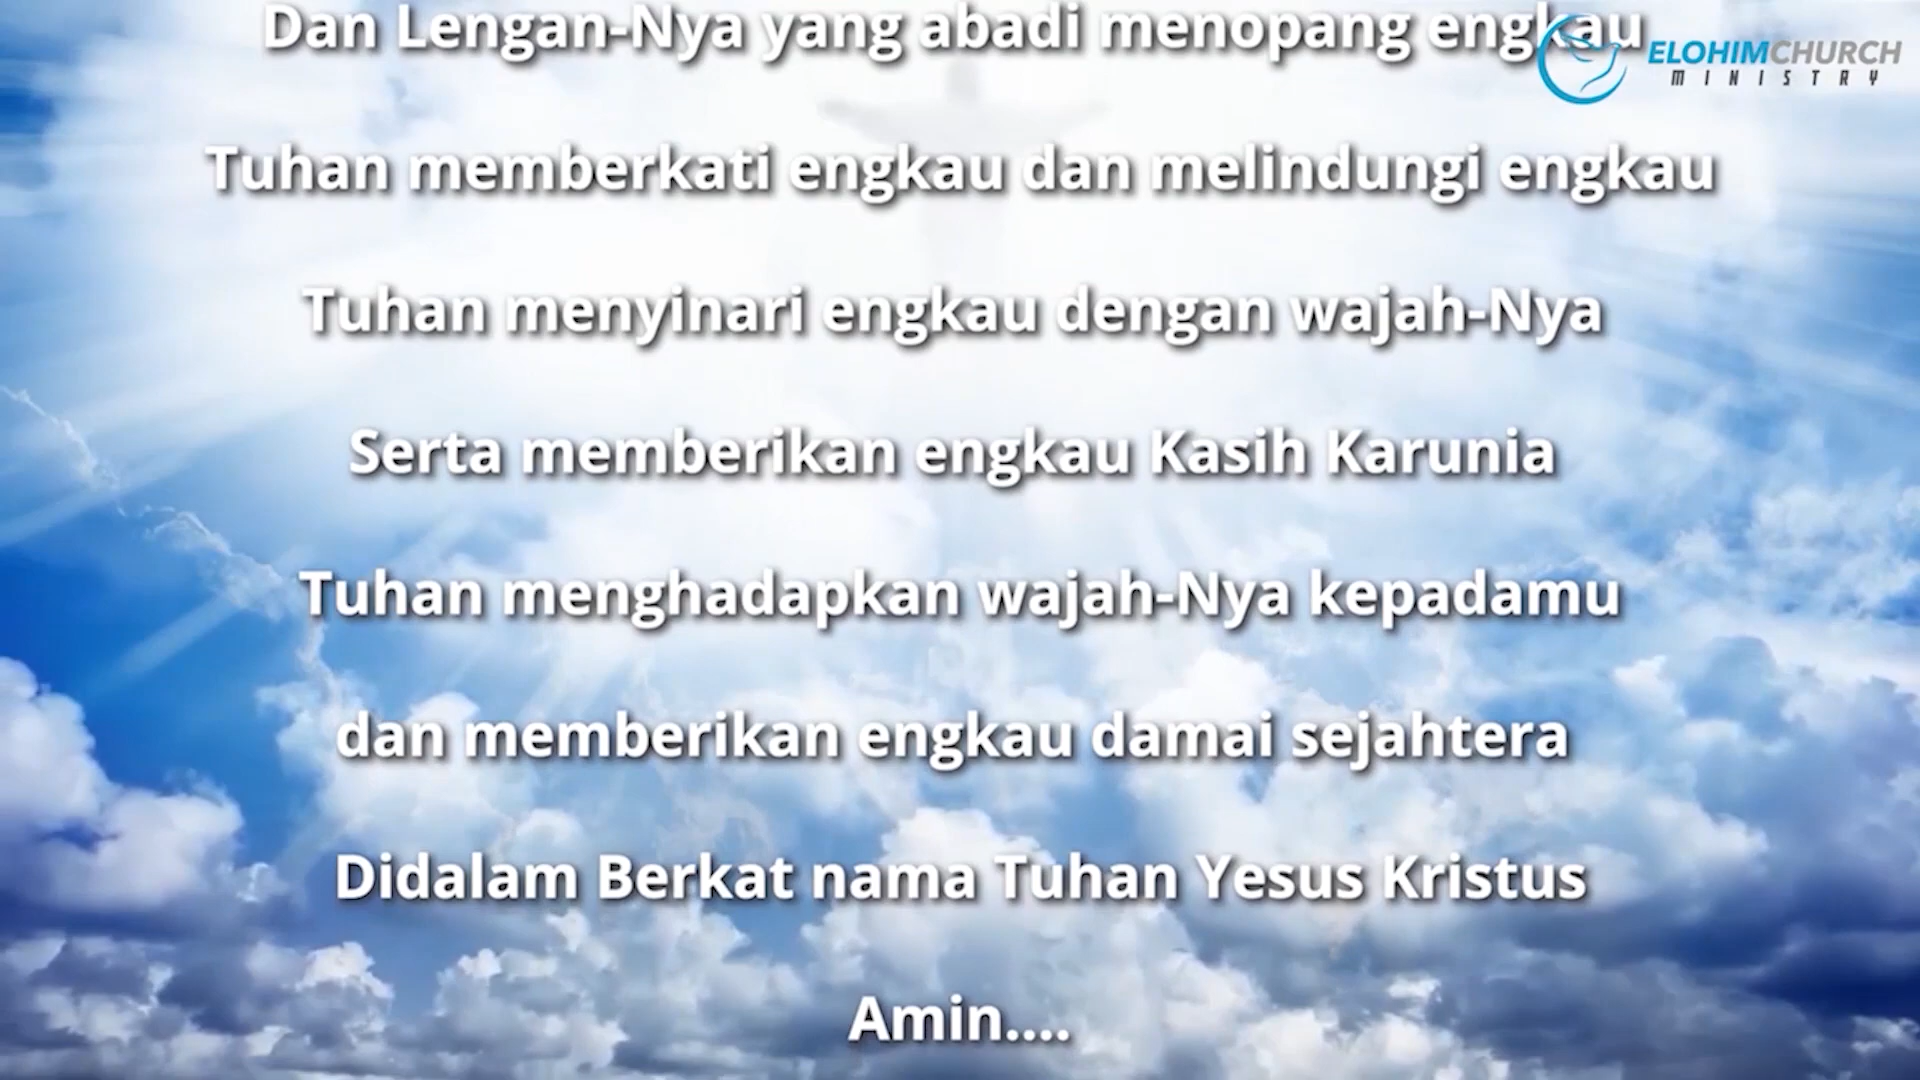 Dan Lengan-Nya yang abadi menopang engkau
ELOHIMCHURCH
MINISTRY
Tuhan memberkati engkau dan melindungi engkau
Tuhan menyinari engkau dengan wajah-Nya
Serta memberikan engkau Kasih Karunia
Tuhan menghadapkan wajah-Nya kepadamu
dan memberikan engkau damai sejahtera
Didalam Berkat nama Tuhan Yesus Kristus
Amin....